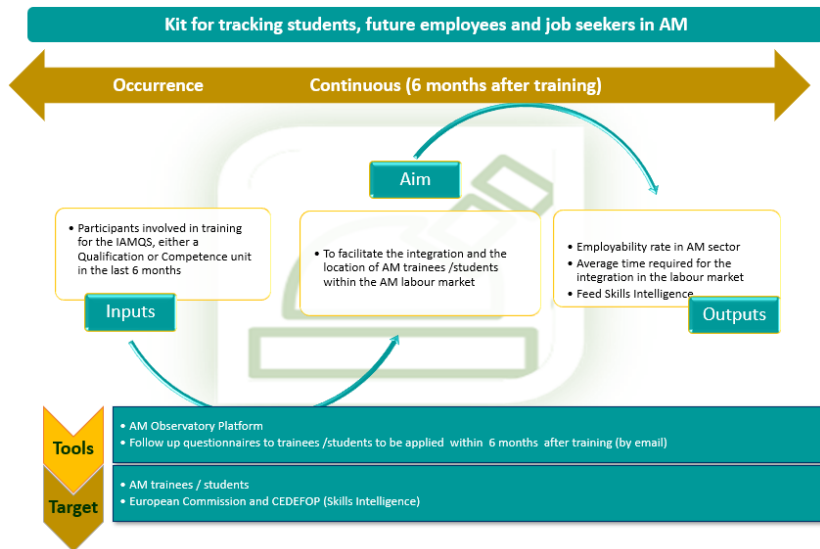 Kit for tracking students, future employees and job seekers in AM
Occurrence
Continuous (6 months after training)
Aim
• Participants involved in training
for the IAMQS, either a
Qualification or Competence unit
in the last 6 months
Inputs
• To facilitate the integration and the
location of AM trainees /students
within the AM labour market
• Employability rate in AM sector
• Average time required for the
integration in the labour market
• Feed Skills Intelligence
Outputs
Tools
• AM Observatory Platform
• Follow up questionnaires to trainees /students to be applied within 6 months after training (by email)
Target
• AM trainees / students
• European Commission and CEDEFOP (Skills Intelligence)